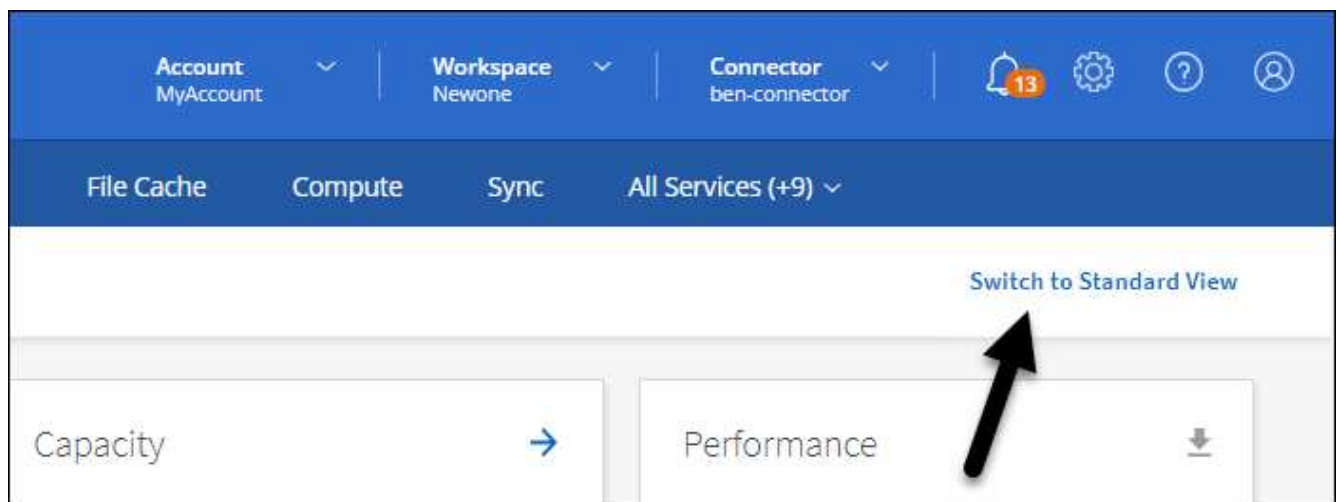 Account
MyAccount
Workspace
Newone
Connector
ben-connector
13
?
File Cache
Compute
Sync
All Services (+9)
Switch to Standard View
Capacity
Performance